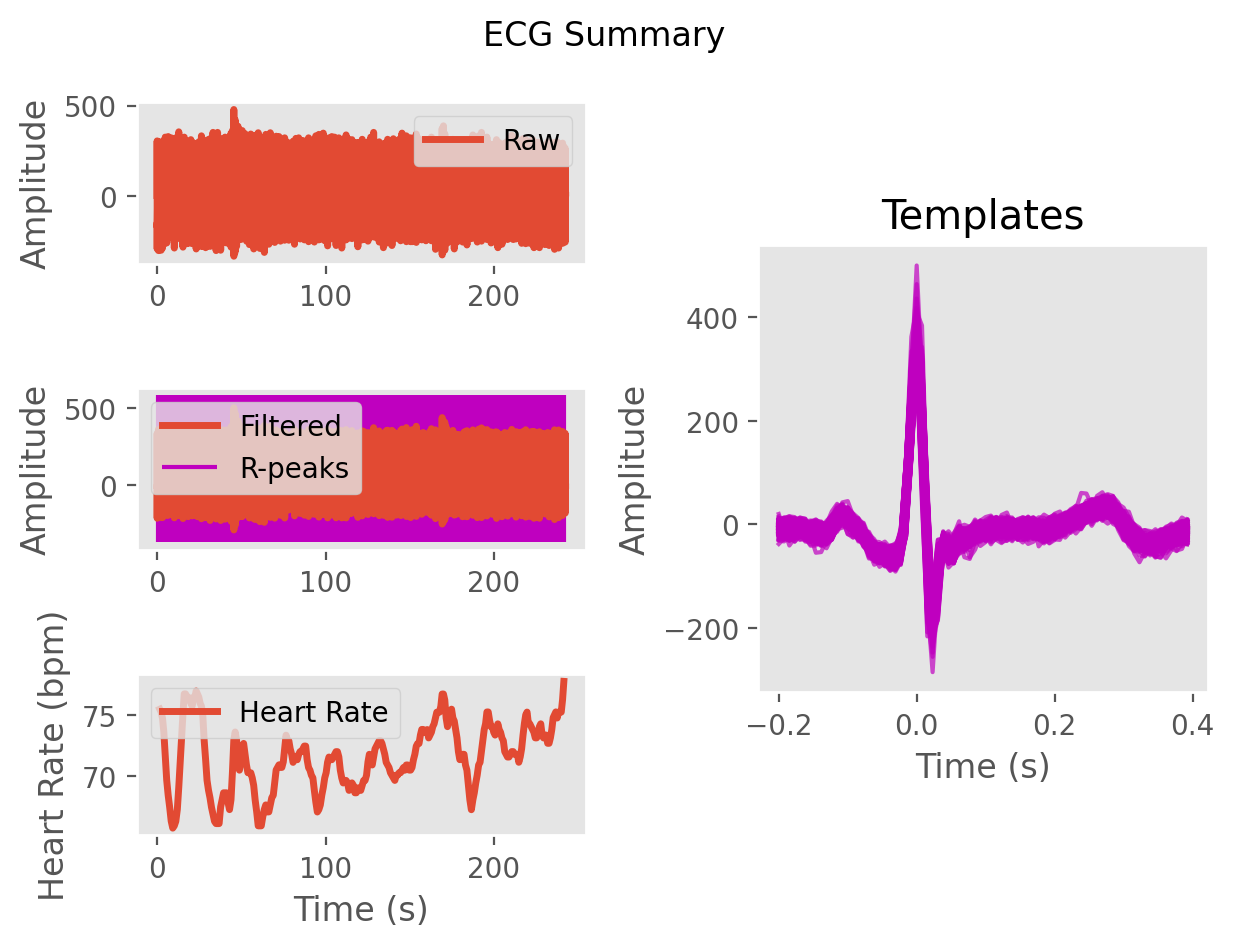 ECG Summary
Amplitude
500
0
Raw
0 100 200
Amplitude
500
0
Filtered
R-peaks
0 100 200
Heart Rate (bpm)
75
70
Heart Rate
0 100 200
Time (s)
Templates
Amplitude
400
200
0
−200
−0.2 0.0 0.2 0.4
Time (s)